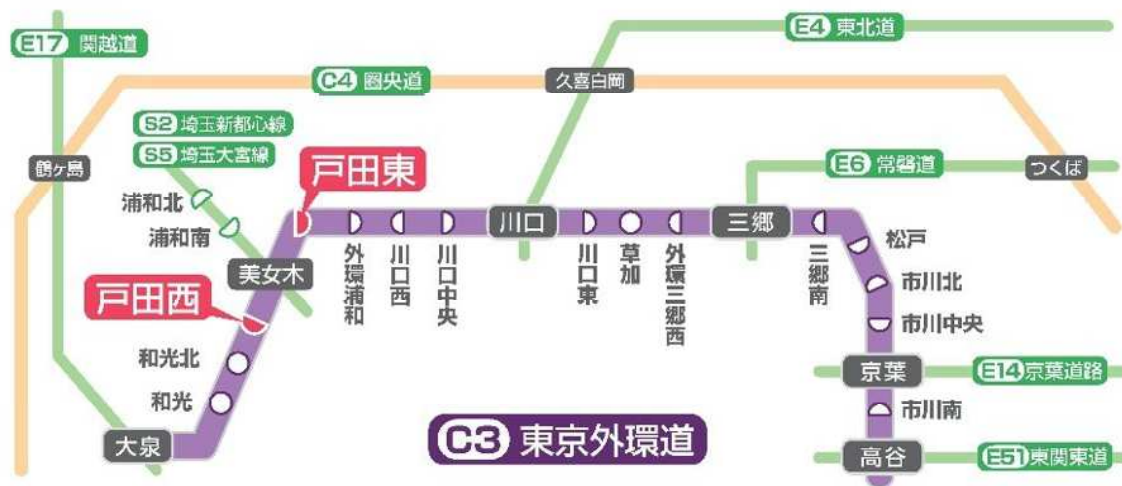 E17 関越道
E4 東北道
C4 圏央道
久喜白岡
S2 埼玉新都心線
S5 埼玉大宮線
鶴ヶ島
E6 常磐道
つくば
戸田東
浦和北
浦和南
川口
三郷
松戸
美女木
外環浦和
川口西
川口中央
川口東
草加
外環三郷西
三郷南
市川北
戸田西
市川中央
和光北
京葉
E14 京葉道路
和光
市川南
大泉
C3 東京外環道
高谷
E51 東関東道